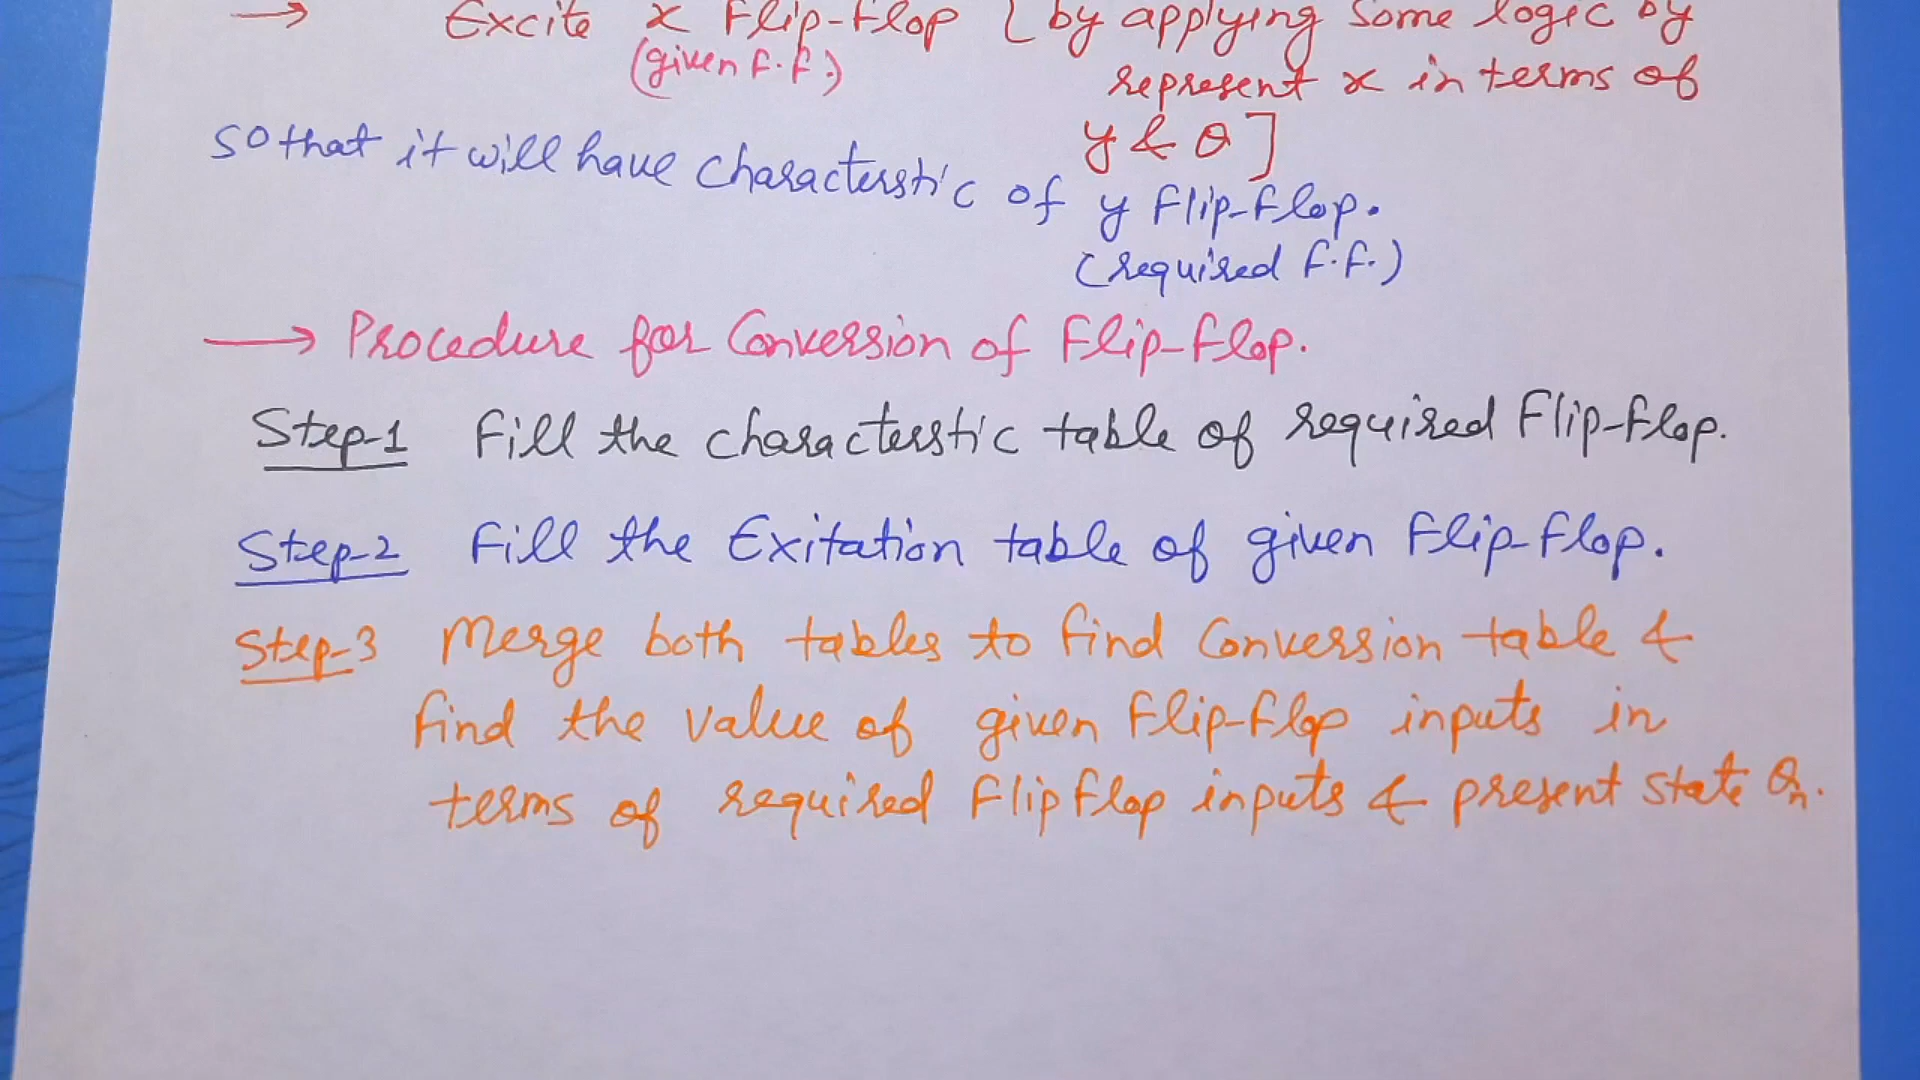 → Excite x Flip-Flop [by applying some logic by
(given F.F.) represent x in terms of
y & Q]
so that it will have characterstic of y Flip-Flop.
(required F.F.)
→ Procedure for Conversion of Flip-Flop.
Step-1 Fill the characterstic table of required Flip-Flop.
Step-2 Fill the Exitation table of given Flip-Flop.
Step-3 Merge both tables to find Conversion table &
find the value of given Flip-Flop inputs in
terms of required Flip Flop inputs & present state Qn.